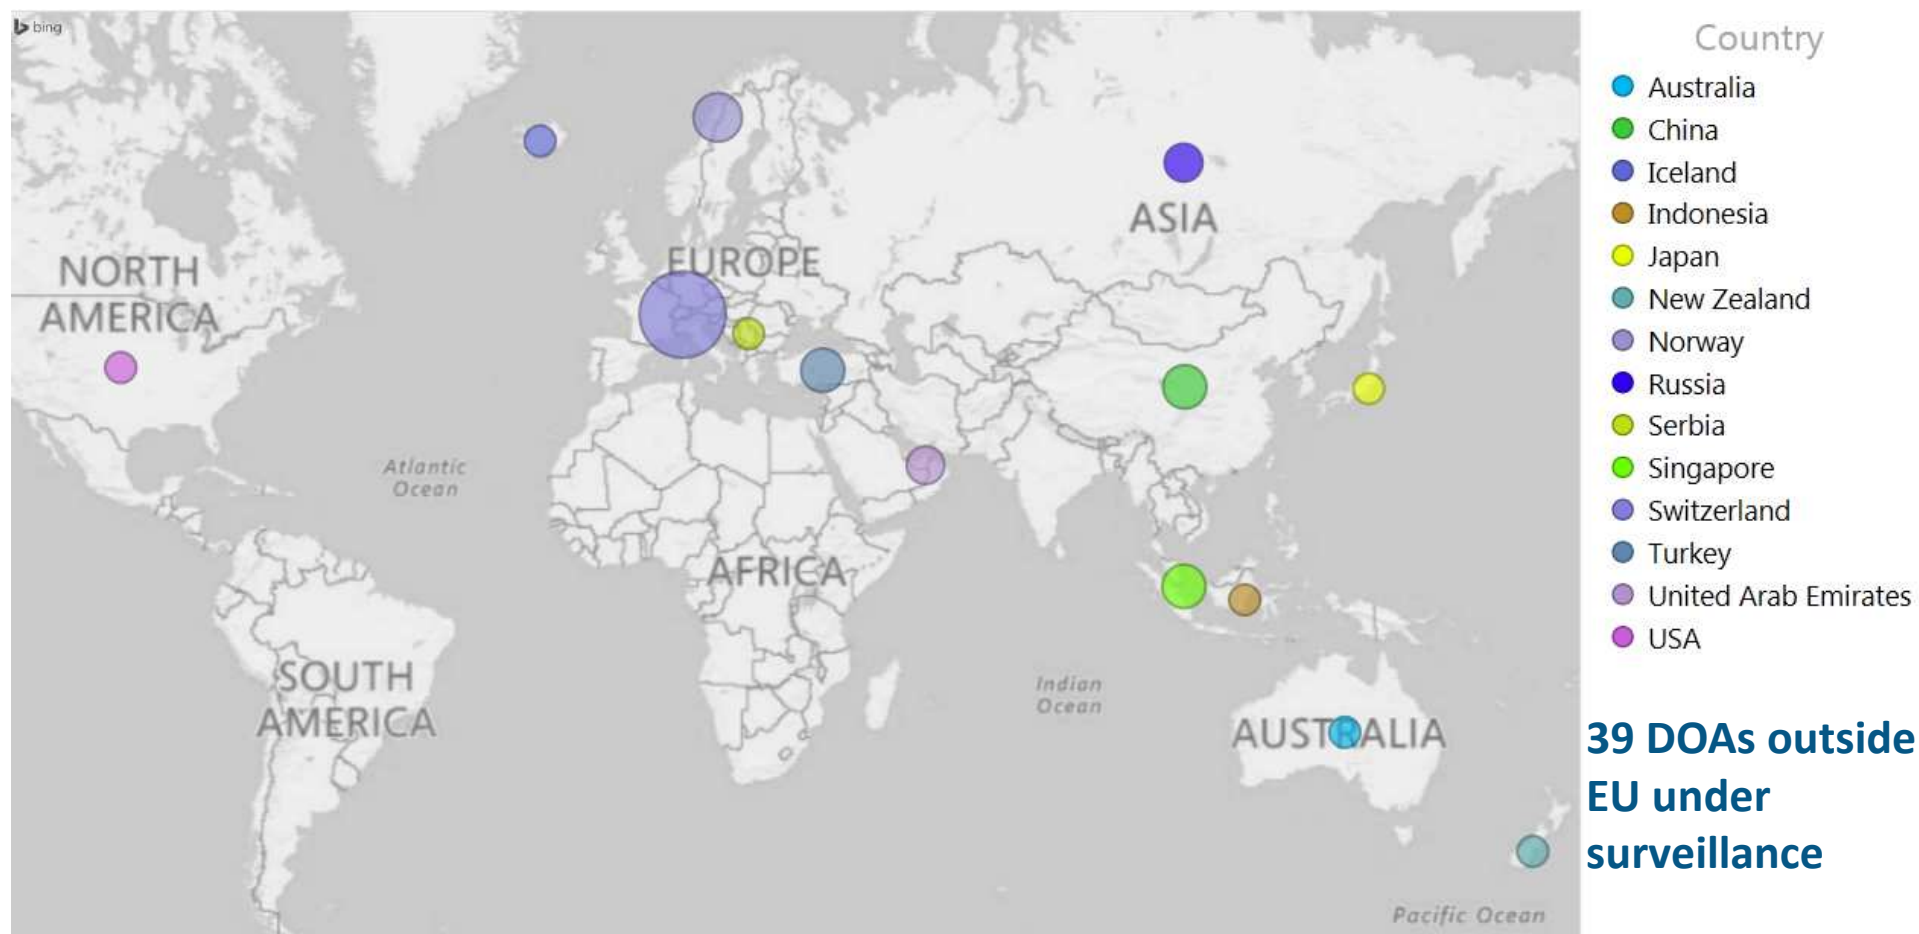 bing
NORTH
AMERICA
EUROPE
ASIA
Atlantic
Ocean
AFRICA
SOUTH
AMERICA
Indian
Ocean
AUSTRALIA
Pacific Ocean
Country
Australia
China
Iceland
Indonesia
Japan
New Zealand
Norway
Russia
Serbia
Singapore
Switzerland
Turkey
United Arab Emirates
USA
39 DOAs outside
EU under
surveillance